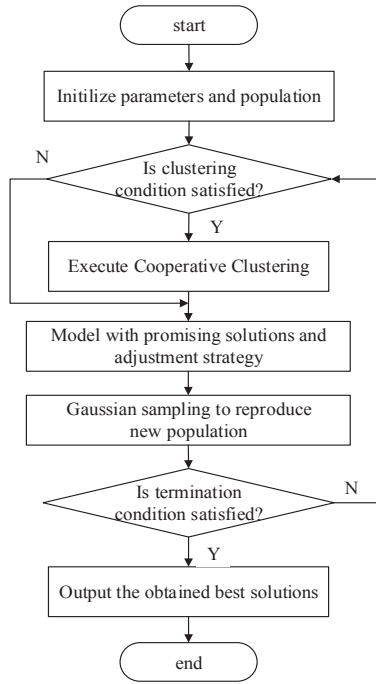 start
Initilize parameters and population
N
Is clustering
condition satisfied?
Y
Execute Cooperative Clustering
Model with promising solutions and
adjustment strategy
Gaussian sampling to reproduce
new population
Is termination
condition satisfied?
N
Y
Output the obtained best solutions
end